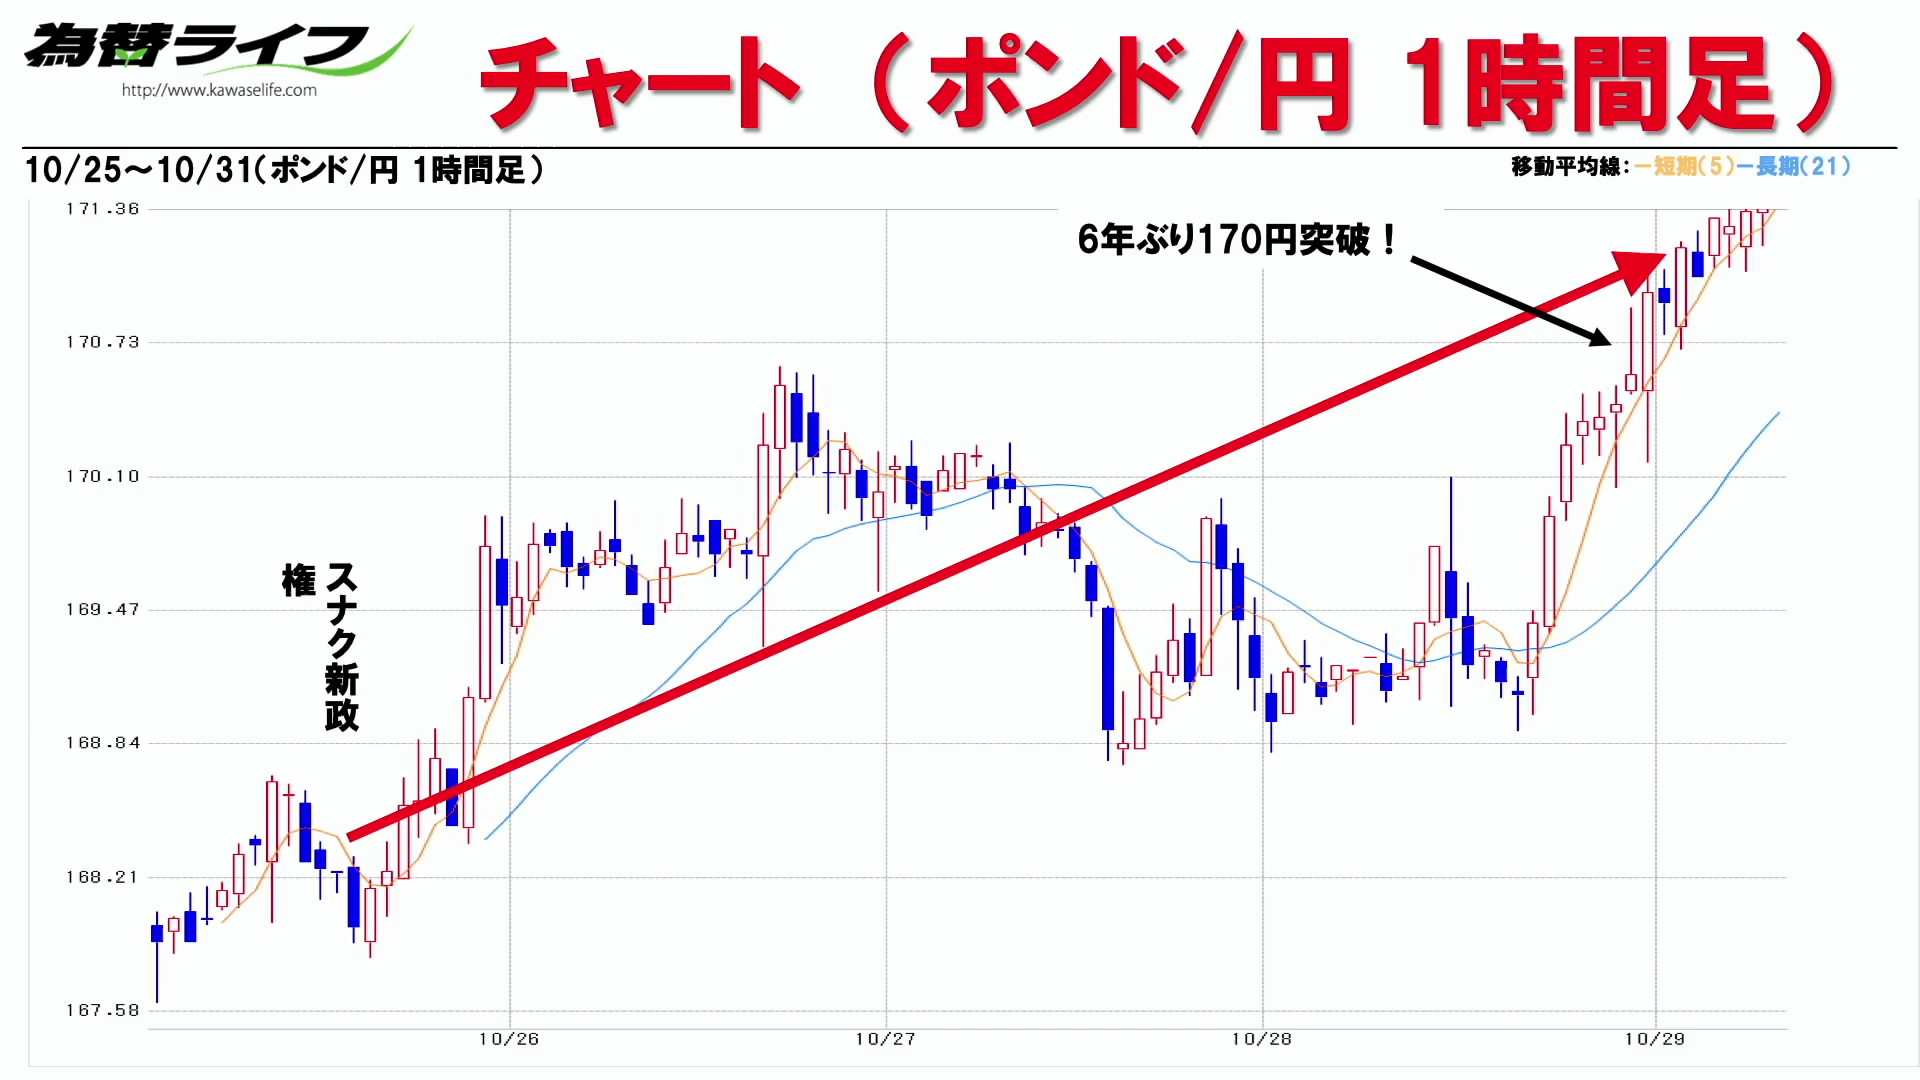 為替ライフ
http://www.kawaselife.com
チャート（ポンド/円 1時間足）
10/25～10/31（ポンド/円 1時間足）
移動平均線：－短期（5）－長期（21）
171.36
6年ぶり170円突破！
170.73
170.10
スナク新政
権
169.47
168.84
168.21
167.58
10/26
10/27
10/28
10/29